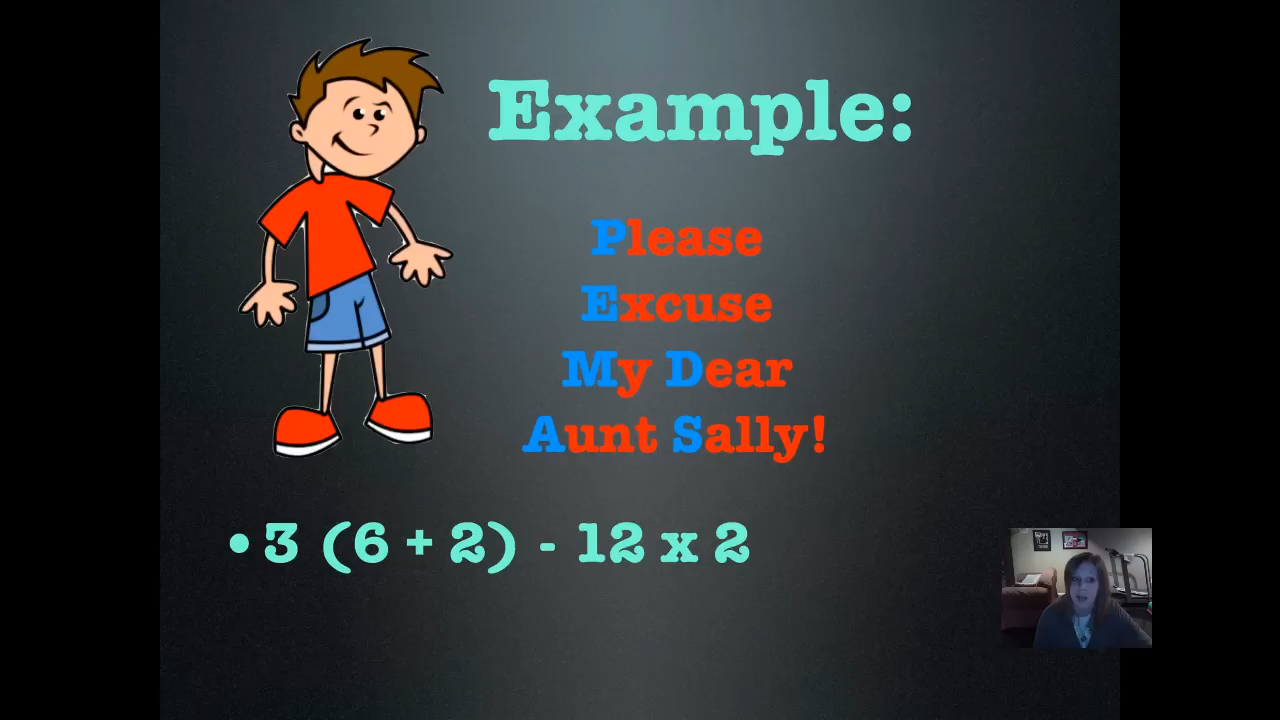 Example:
Please
Excuse
My Dear
Aunt Sally!
• 3 (6 + 2) - 12 x 2